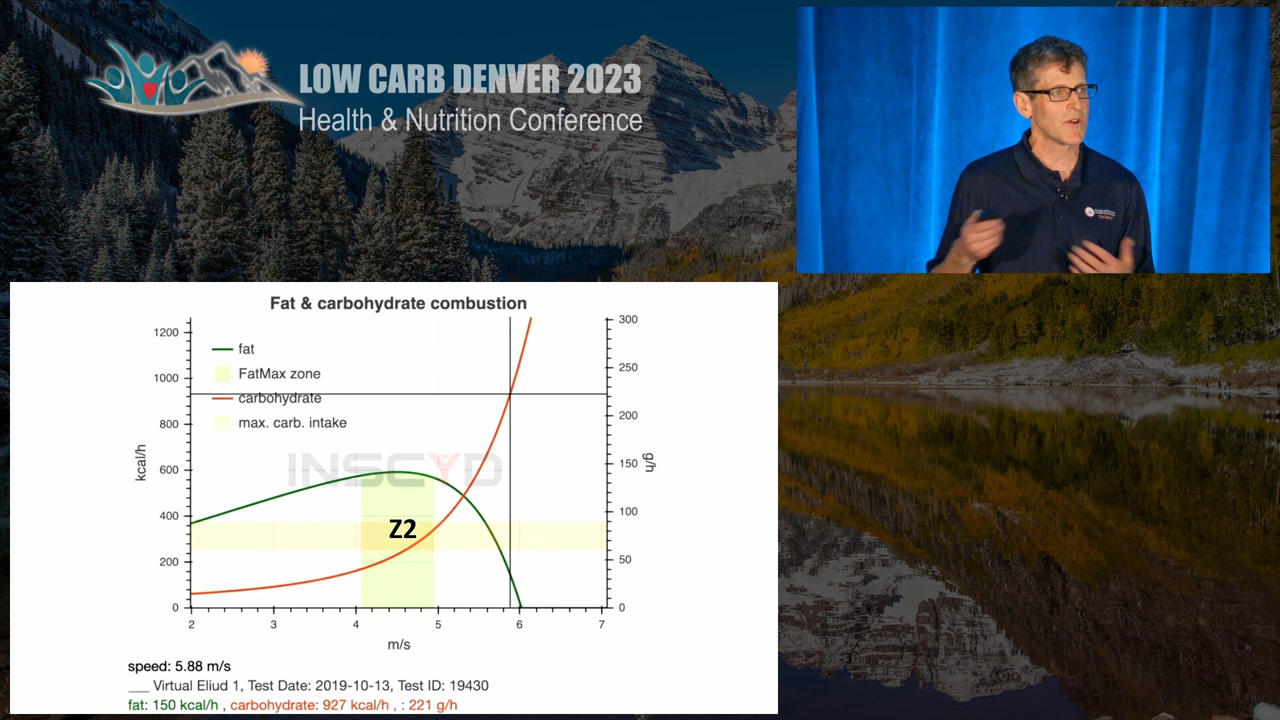 LOW CARB DENVER 2023
Health & Nutrition Conference
Fat & carbohydrate combustion
1200
1000
800
600
400
200
0
kcal/h
fat
FatMax zone
carbohydrate
max. carb. intake
INSCYD
Z2
300
250
200
150
100
50
0
g/h
2 3 4 5 6 7
m/s
speed: 5.88 m/s
___ Virtual Eliud 1, Test Date: 2019-10-13, Test ID: 19430
fat: 150 kcal/h , carbohydrate: 927 kcal/h , : 221 g/h